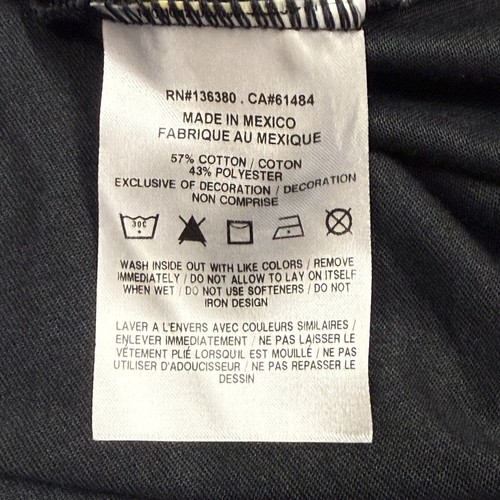 RN#136380 . CA#61484
MADE IN MEXICO
FABRIQUE AU MEXIQUE
57% COTTON / COTON
43% POLYESTER
EXCLUSIVE OF DECORATION / DECORATION
NON COMPRISE
30C
WASH INSIDE OUT WITH LIKE COLORS / REMOVE
IMMEDIATELY / DO NOT ALLOW TO LAY ON ITSELF
WHEN WET / DO NOT USE SOFTENERS / DO NOT
IRON DESIGN
LAVER A L'ENVERS AVEC COULEURS SIMILAIRES /
ENLEVER IMMEDIATEMENT / NE PAS LAISSER LE
VÊTEMENT PLIÉ LORSQU'IL EST MOUILLÉ / NE PAS
UTILISER D'ADOUCISSEUR / NE PAS REPASSER LE
DESSIN